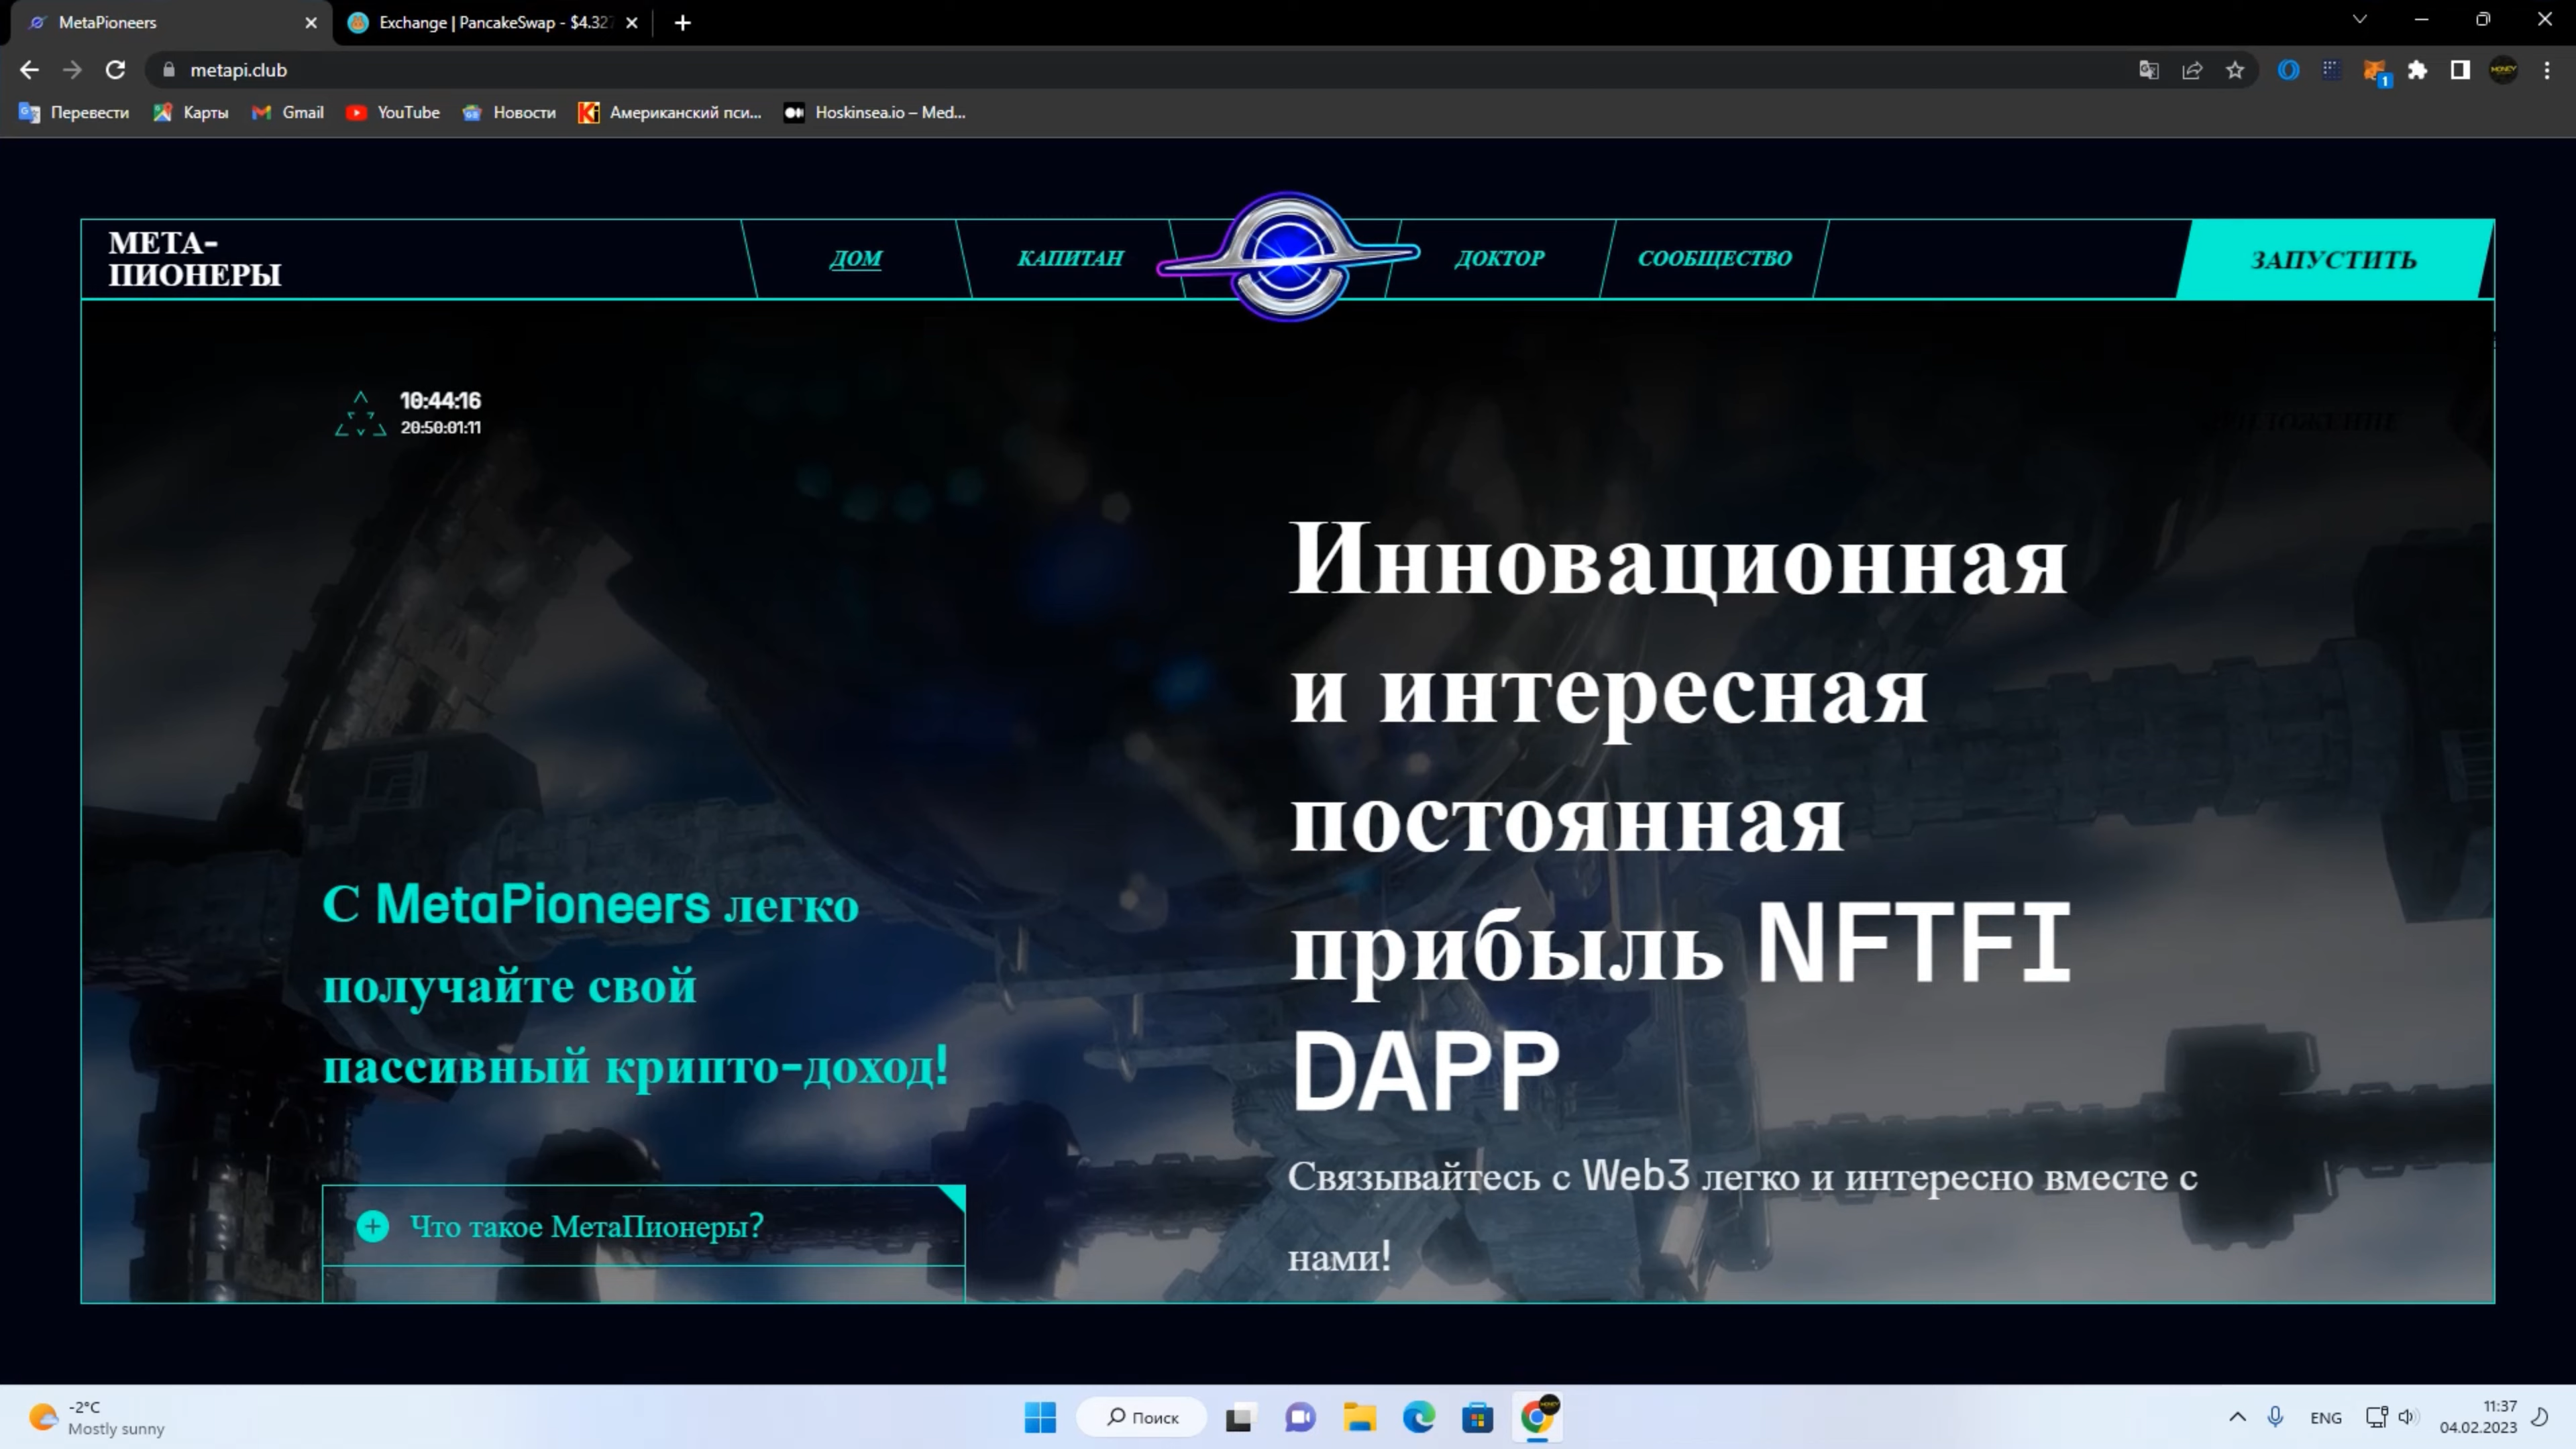 MetaPioneers
Exchange | PancakeSwap - $4.327
metapi.club
1
Перевести
Карты
Gmail
YouTube
Новости
Американский пси...
Hoskinsea.io – Med...
МЕТА-
ПИОНЕРЫ
ДОМ
КАПИТАН
ДОКТОР
СООБЩЕСТВО
ЗАПУСТИТЬ
10:44:16
20:50:01:11
Инновационная
и интересная
постоянная
прибыль NFTFI
DAPP
Связывайтесь с Web3 легко и интересно вместе с
нами!
С MetaPioneers легко
получайте свой
пассивный крипто-доход!
Что такое МетаПионеры?
-2°C
Mostly sunny
Поиск
ENG
11:37
04.02.2023